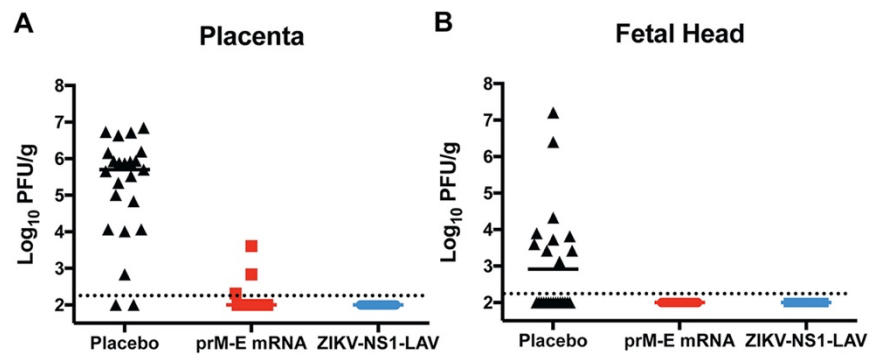 A
Placenta
Log10 PFU/g
8
7
6
5
4
3
2
Placebo prM-E mRNA ZIKV-NS1-LAV
B
Fetal Head
Log10 PFU/g
8
7
6
5
4
3
2
Placebo prM-E mRNA ZIKV-NS1-LAV